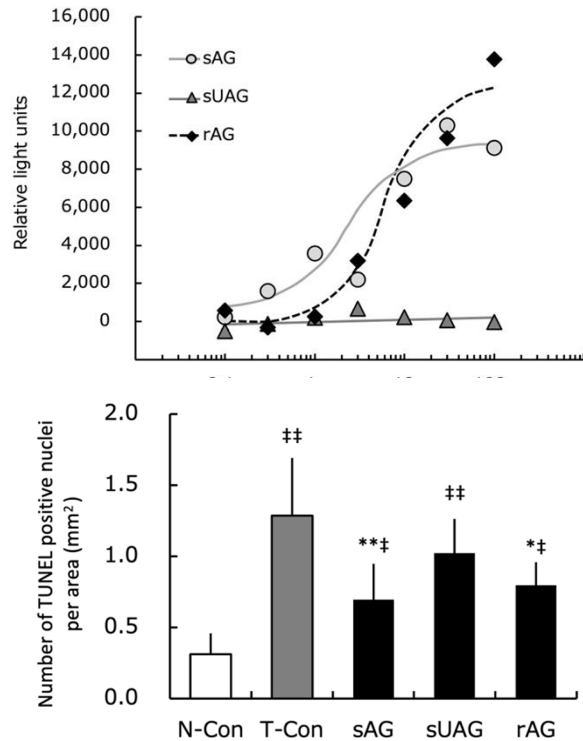 16,000
14,000
12,000
10,000
8,000
6,000
4,000
2,000
0
Relative light units
sAG
sUAG
rAG
2.0
1.5
1.0
0.5
0.0
Number of TUNEL positive nuclei
per area (mm²)
‡‡
**‡
‡‡
*‡
N-Con T-Con sAG sUAG rAG